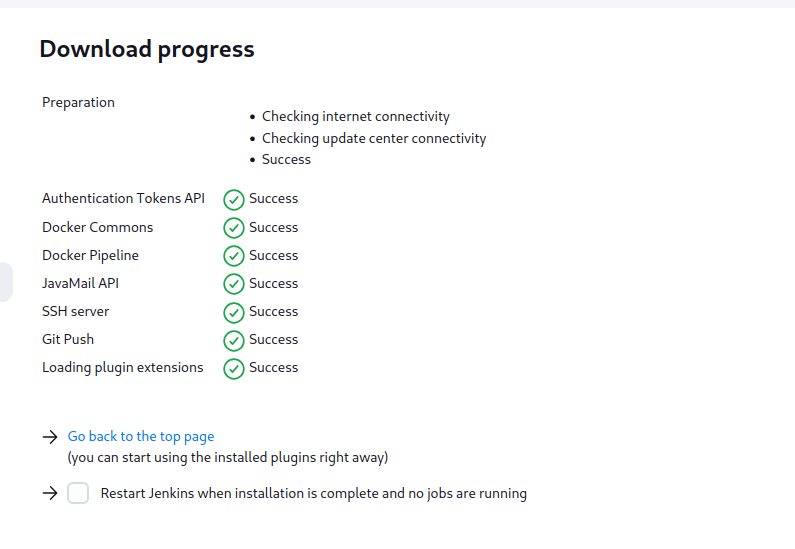 Download progress
Preparation
Checking internet connectivity
Checking update center connectivity
Success
Authentication Tokens API Success
Docker Commons Success
Docker Pipeline Success
JavaMail API Success
SSH server Success
Git Push Success
Loading plugin extensions Success
Go back to the top page
(you can start using the installed plugins right away)
Restart Jenkins when installation is complete and no jobs are running